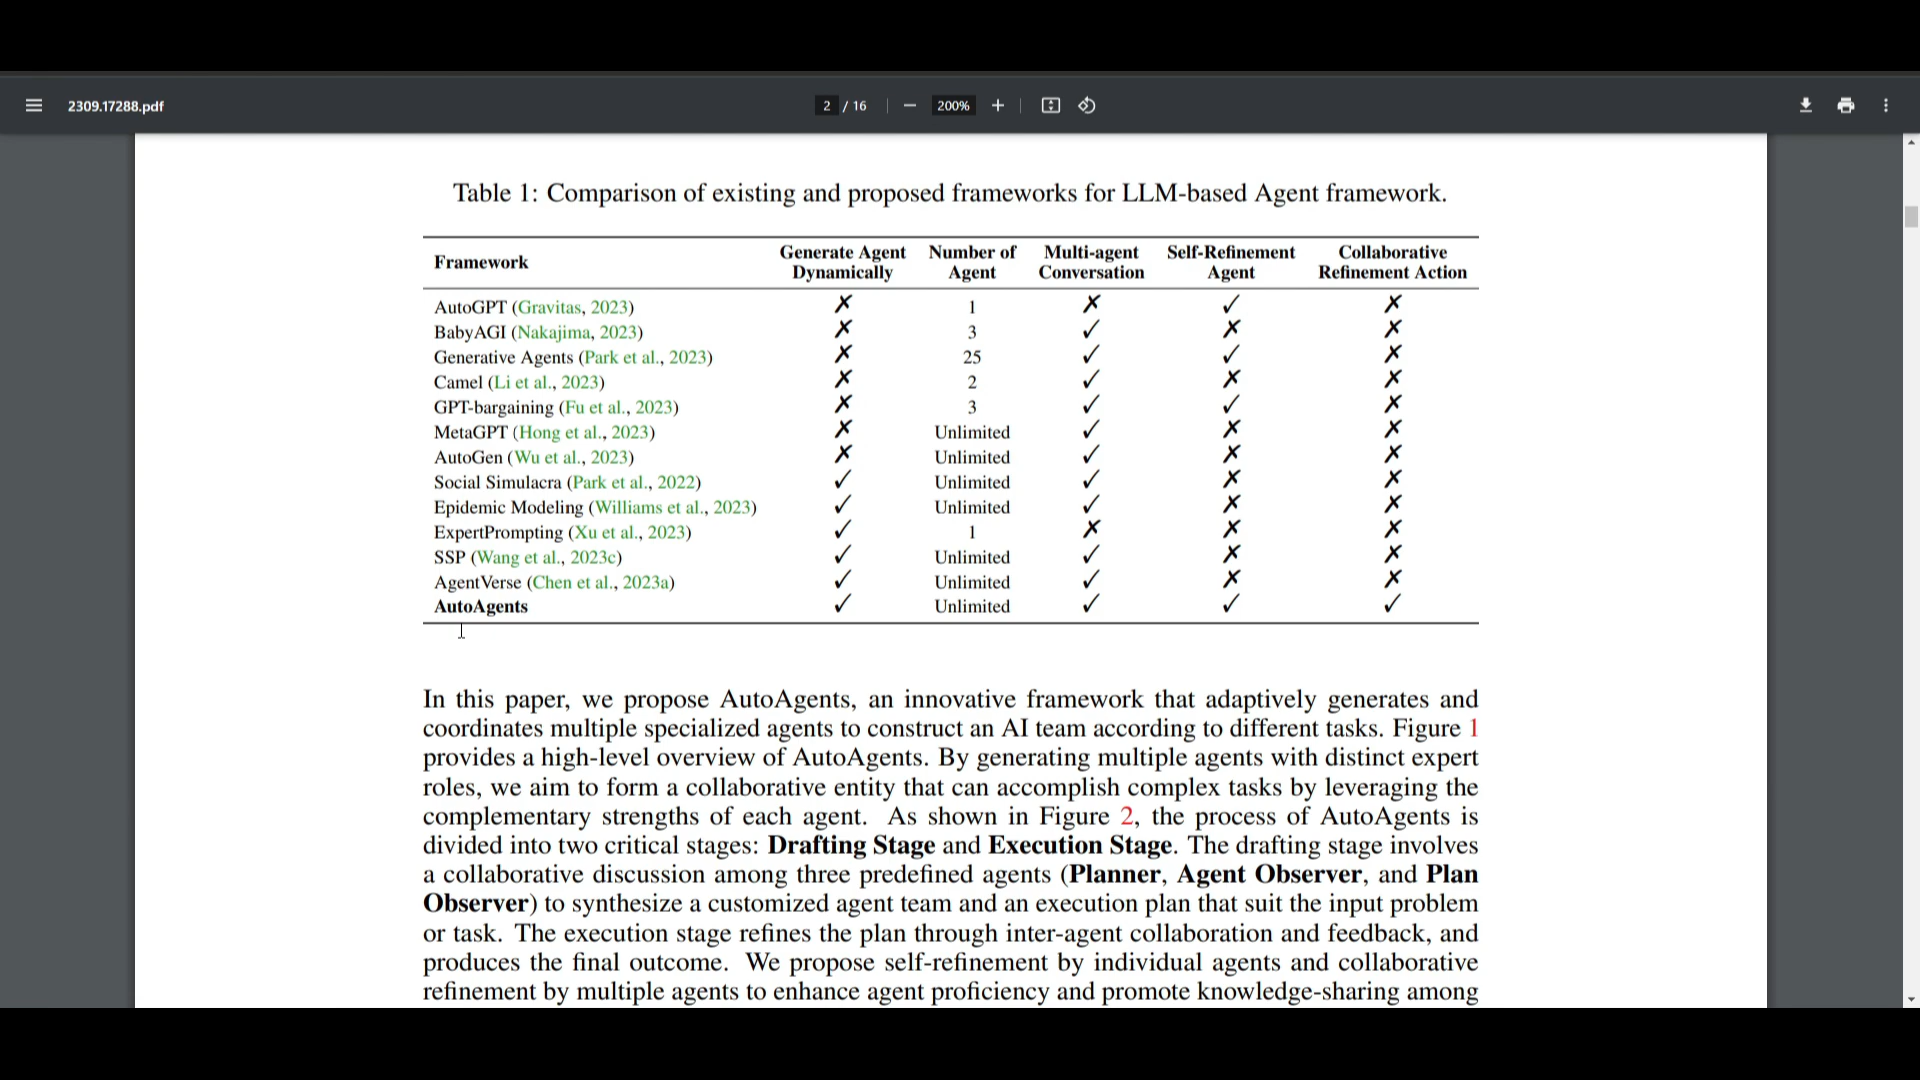 2309.17288.pdf
2 / 16
200%
Table 1: Comparison of existing and proposed frameworks for LLM-based Agent framework.
Framework Generate Agent Dynamically Number of Agent Multi-agent Conversation Self-Refinement Agent Collaborative Refinement Action
AutoGPT (Gravitas, 2023) ✗ 1 ✗ ✓ ✗
BabyAGI (Nakajima, 2023) ✗ 3 ✓ ✗ ✗
Generative Agents (Park et al., 2023) ✗ 25 ✓ ✓ ✗
Camel (Li et al., 2023) ✗ 2 ✓ ✗ ✗
GPT-bargaining (Fu et al., 2023) ✗ 3 ✓ ✓ ✗
MetaGPT (Hong et al., 2023) ✗ Unlimited ✓ ✗ ✗
AutoGen (Wu et al., 2023) ✗ Unlimited ✓ ✗ ✗
Social Simulacra (Park et al., 2022) ✓ Unlimited ✓ ✗ ✗
Epidemic Modeling (Williams et al., 2023) ✓ Unlimited ✓ ✗ ✗
ExpertPrompting (Xu et al., 2023) ✓ 1 ✗ ✗ ✗
SSP (Wang et al., 2023c) ✓ Unlimited ✓ ✗ ✗
AgentVerse (Chen et al., 2023a) ✓ Unlimited ✓ ✗ ✗
AutoAgents ✓ Unlimited ✓ ✓ ✓
In this paper, we propose AutoAgents, an innovative framework that adaptively generates and
coordinates multiple specialized agents to construct an AI team according to different tasks. Figure 1
provides a high-level overview of AutoAgents. By generating multiple agents with distinct expert
roles, we aim to form a collaborative entity that can accomplish complex tasks by leveraging the
complementary strengths of each agent. As shown in Figure 2, the process of AutoAgents is
divided into two critical stages: Drafting Stage and Execution Stage. The drafting stage involves
a collaborative discussion among three predefined agents (Planner, Agent Observer, and Plan
Observer) to synthesize a customized agent team and an execution plan that suit the input problem
or task. The execution stage refines the plan through inter-agent collaboration and feedback, and
produces the final outcome. We propose self-refinement by individual agents and collaborative
refinement by multiple agents to enhance agent proficiency and promote knowledge-sharing among